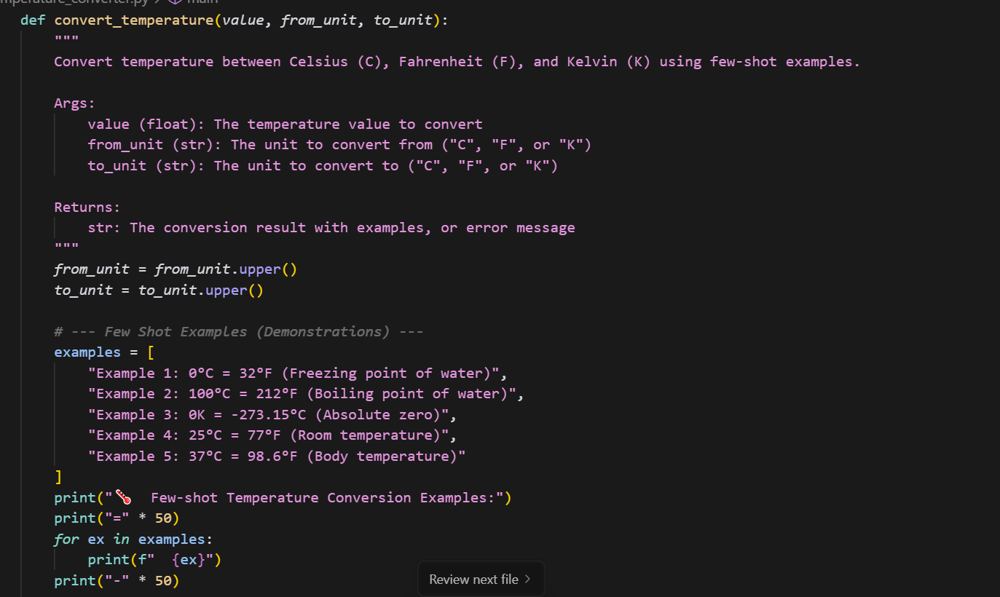 mperature_converter.py > main
def convert_temperature(value, from_unit, to_unit):
"""
Convert temperature between Celsius (C), Fahrenheit (F), and Kelvin (K) using few-shot examples.
Args:
value (float): The temperature value to convert
from_unit (str): The unit to convert from ("C", "F", or "K")
to_unit (str): The unit to convert to ("C", "F", or "K")
Returns:
str: The conversion result with examples, or error message
"""
from_unit = from_unit.upper()
to_unit = to_unit.upper()
# --- Few Shot Examples (Demonstrations) ---
examples = [
"Example 1: 0°C = 32°F (Freezing point of water)",
"Example 2: 100°C = 212°F (Boiling point of water)",
"Example 3: 0K = -273.15°C (Absolute zero)",
"Example 4: 25°C = 77°F (Room temperature)",
"Example 5: 37°C = 98.6°F (Body temperature)"
]
print("🌡️  Few-shot Temperature Conversion Examples:")
print("=" * 50)
for ex in examples:
print(f"  {ex}")
print("-" * 50)
Review next file >